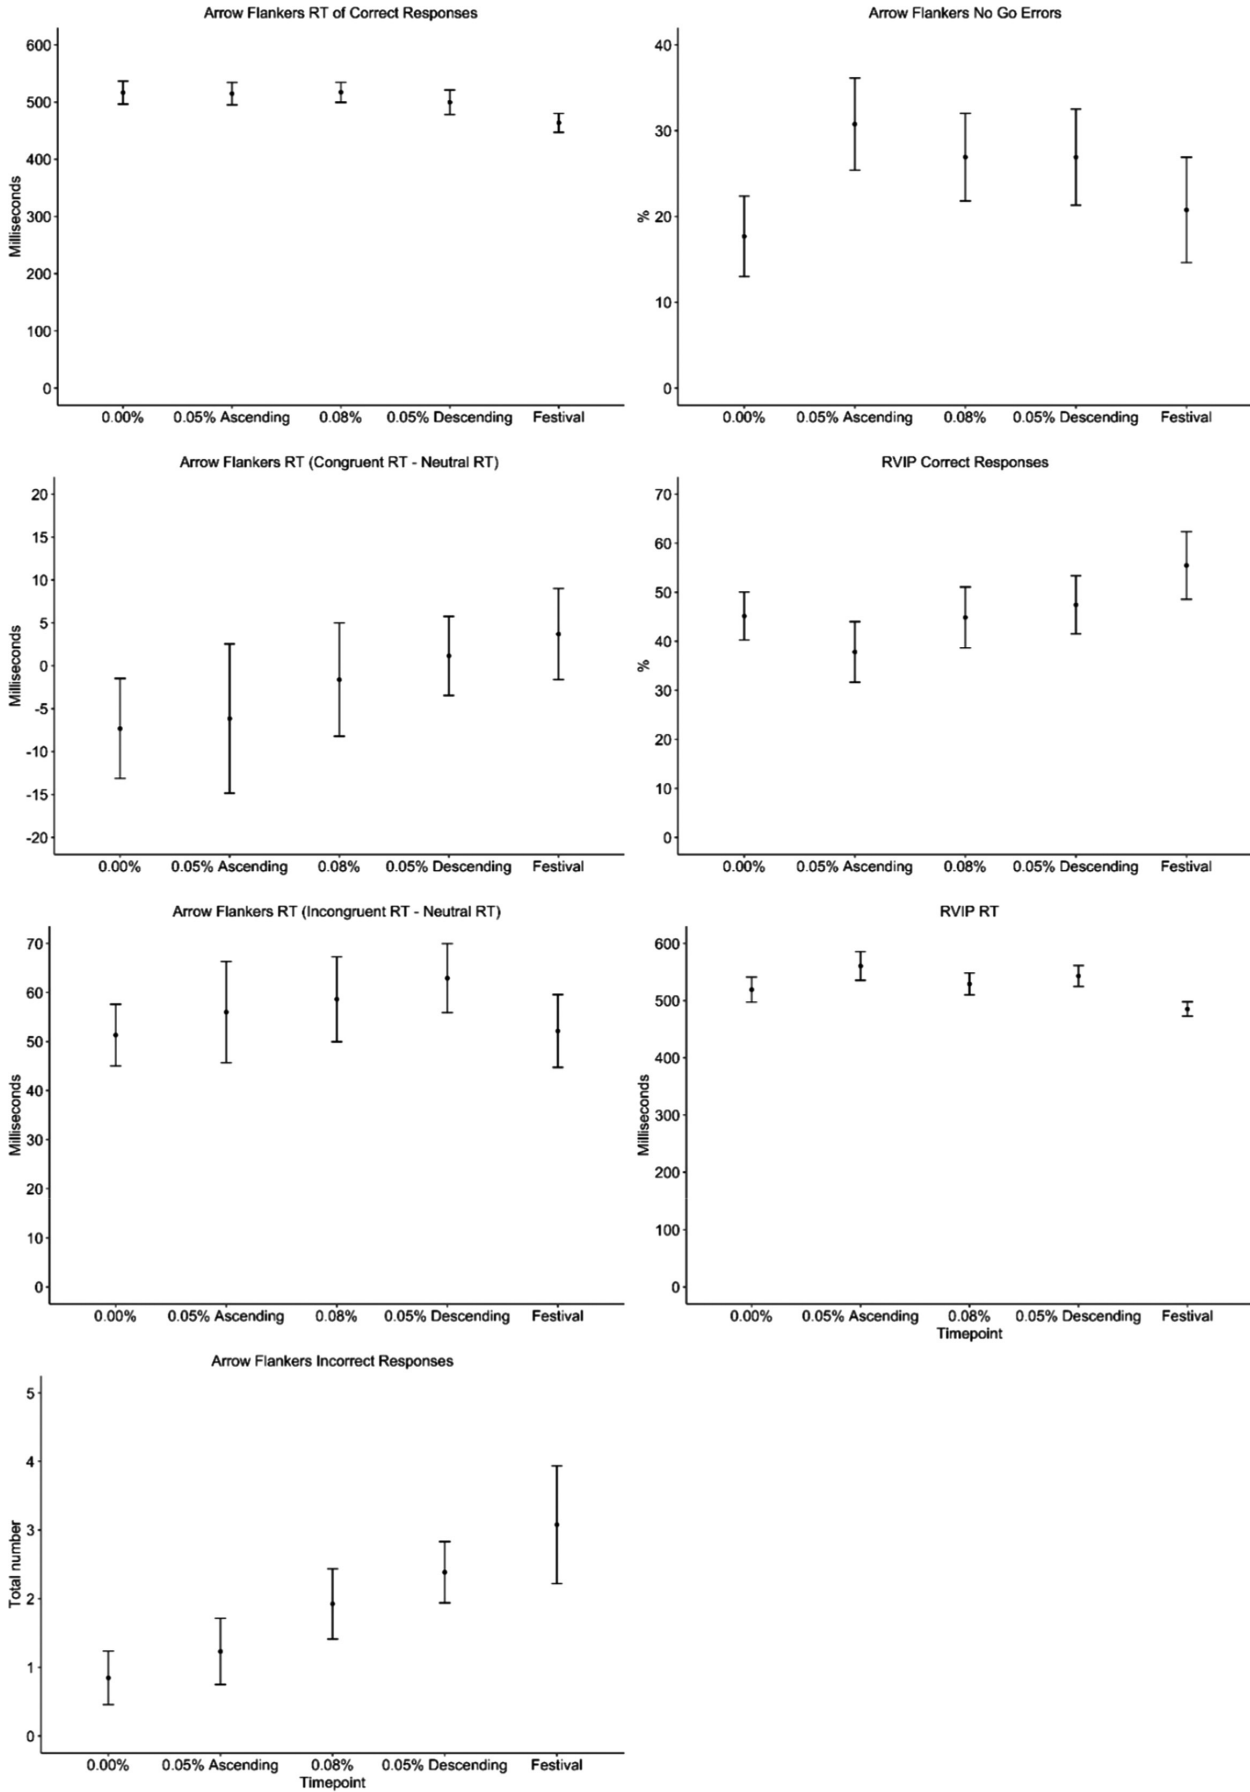 Arrow Flankers RT of Correct Responses
600
500
400
300
200
100
0
Milliseconds
0.00% 0.05% Ascending 0.08% 0.05% Descending Festival
Arrow Flankers No Go Errors
40
30
20
10
0
%
0.00% 0.05% Ascending 0.08% 0.05% Descending Festival
Arrow Flankers RT (Congruent RT - Neutral RT)
20
15
10
5
0
-5
-10
-15
-20
Milliseconds
0.00% 0.05% Ascending 0.08% 0.05% Descending Festival
RVIP Correct Responses
70
60
50
40
30
20
10
0
%
0.00% 0.05% Ascending 0.08% 0.05% Descending Festival
Arrow Flankers RT (Incongruent RT - Neutral RT)
70
60
50
40
30
20
10
0
Milliseconds
0.00% 0.05% Ascending 0.08% 0.05% Descending Festival
RVIP RT
600
500
400
300
200
100
0
Milliseconds
0.00% 0.05% Ascending 0.08% 0.05% Descending Festival
Timepoint
Arrow Flankers Incorrect Responses
5
4
3
2
1
0
Total number
0.00% 0.05% Ascending 0.08% 0.05% Descending Festival
Timepoint